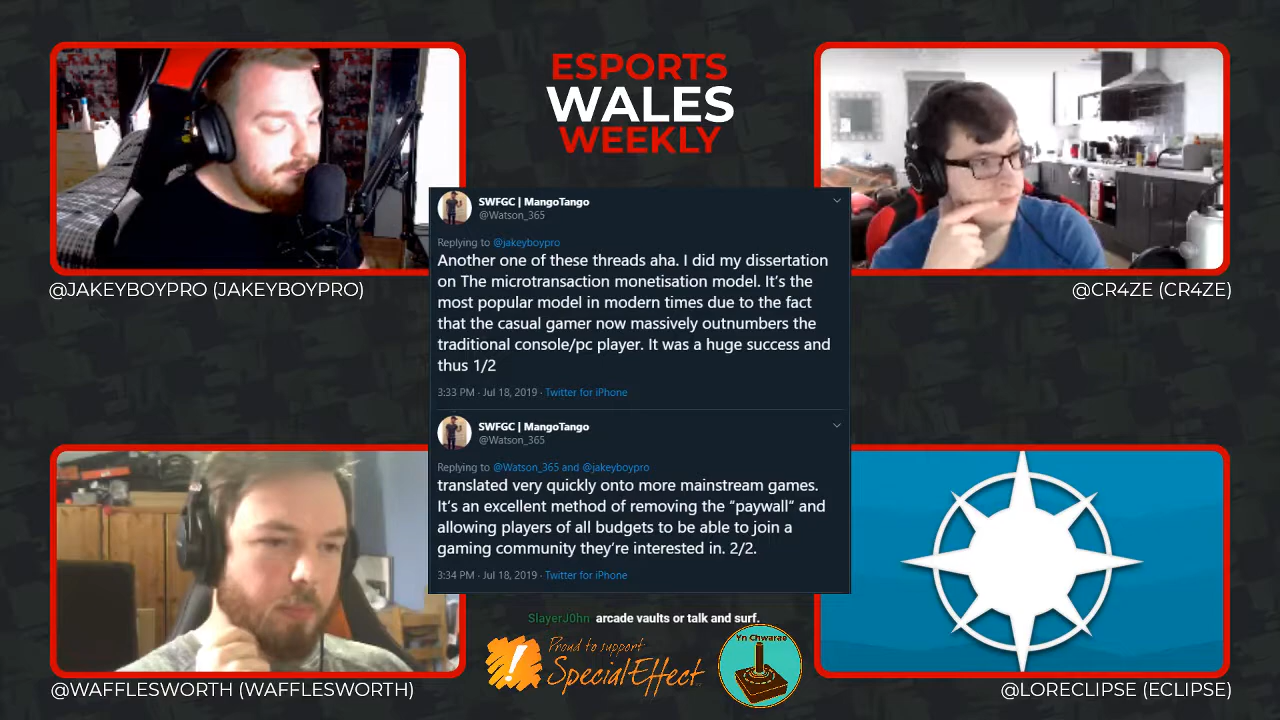 ESPORTS
WALES
WEEKLY
@JAKEYBOYPRO (JAKEYBOYPRO)
@CR4ZE (CR4ZE)
SWFGC | MangoTango
@Watson_365
Replying to @jakeyboypro
Another one of these threads aha. I did my dissertation
on The microtransaction monetisation model. It’s the
most popular model in modern times due to the fact
that the casual gamer now massively outnumbers the
traditional console/pc player. It was a huge success and
thus 1/2
3:33 PM · Jul 18, 2019 · Twitter for iPhone
SWFGC | MangoTango
@Watson_365
Replying to @Watson_365 and @jakeyboypro
translated very quickly onto more mainstream games.
It’s an excellent method of removing the “paywall” and
allowing players of all budgets to be able to join a
gaming community they’re interested in. 2/2.
3:34 PM · Jul 18, 2019 · Twitter for iPhone
SlayerJ0hn arcade vaults or talk and surf.
Proud to support
SpecialEffect
Yn Chwarae
@WAFFLESWORTH (WAFFLESWORTH)
@LORECLIPSE (ECLIPSE)